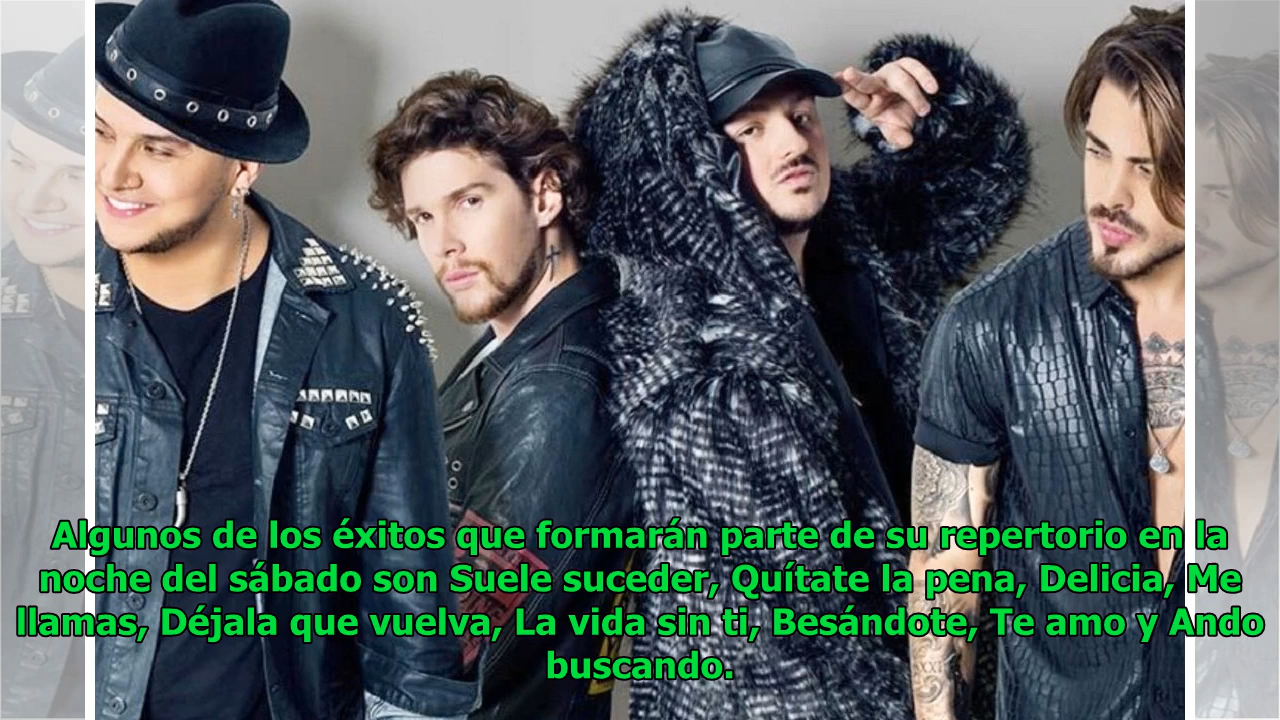 Algunos de los éxitos que formarán parte de su repertorio en la
noche del sábado son Suele suceder, Quítate la pena, Delicia, Me
llamas, Déjala que vuelva, La vida sin ti, Besándote, Te amo y Ando
buscando.